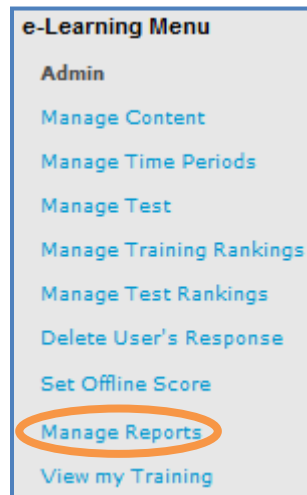 e-Learning Menu
Admin
Manage Content
Manage Time Periods
Manage Test
Manage Training Rankings
Manage Test Rankings
Delete User's Response
Set Offline Score
Manage Reports
View my Training